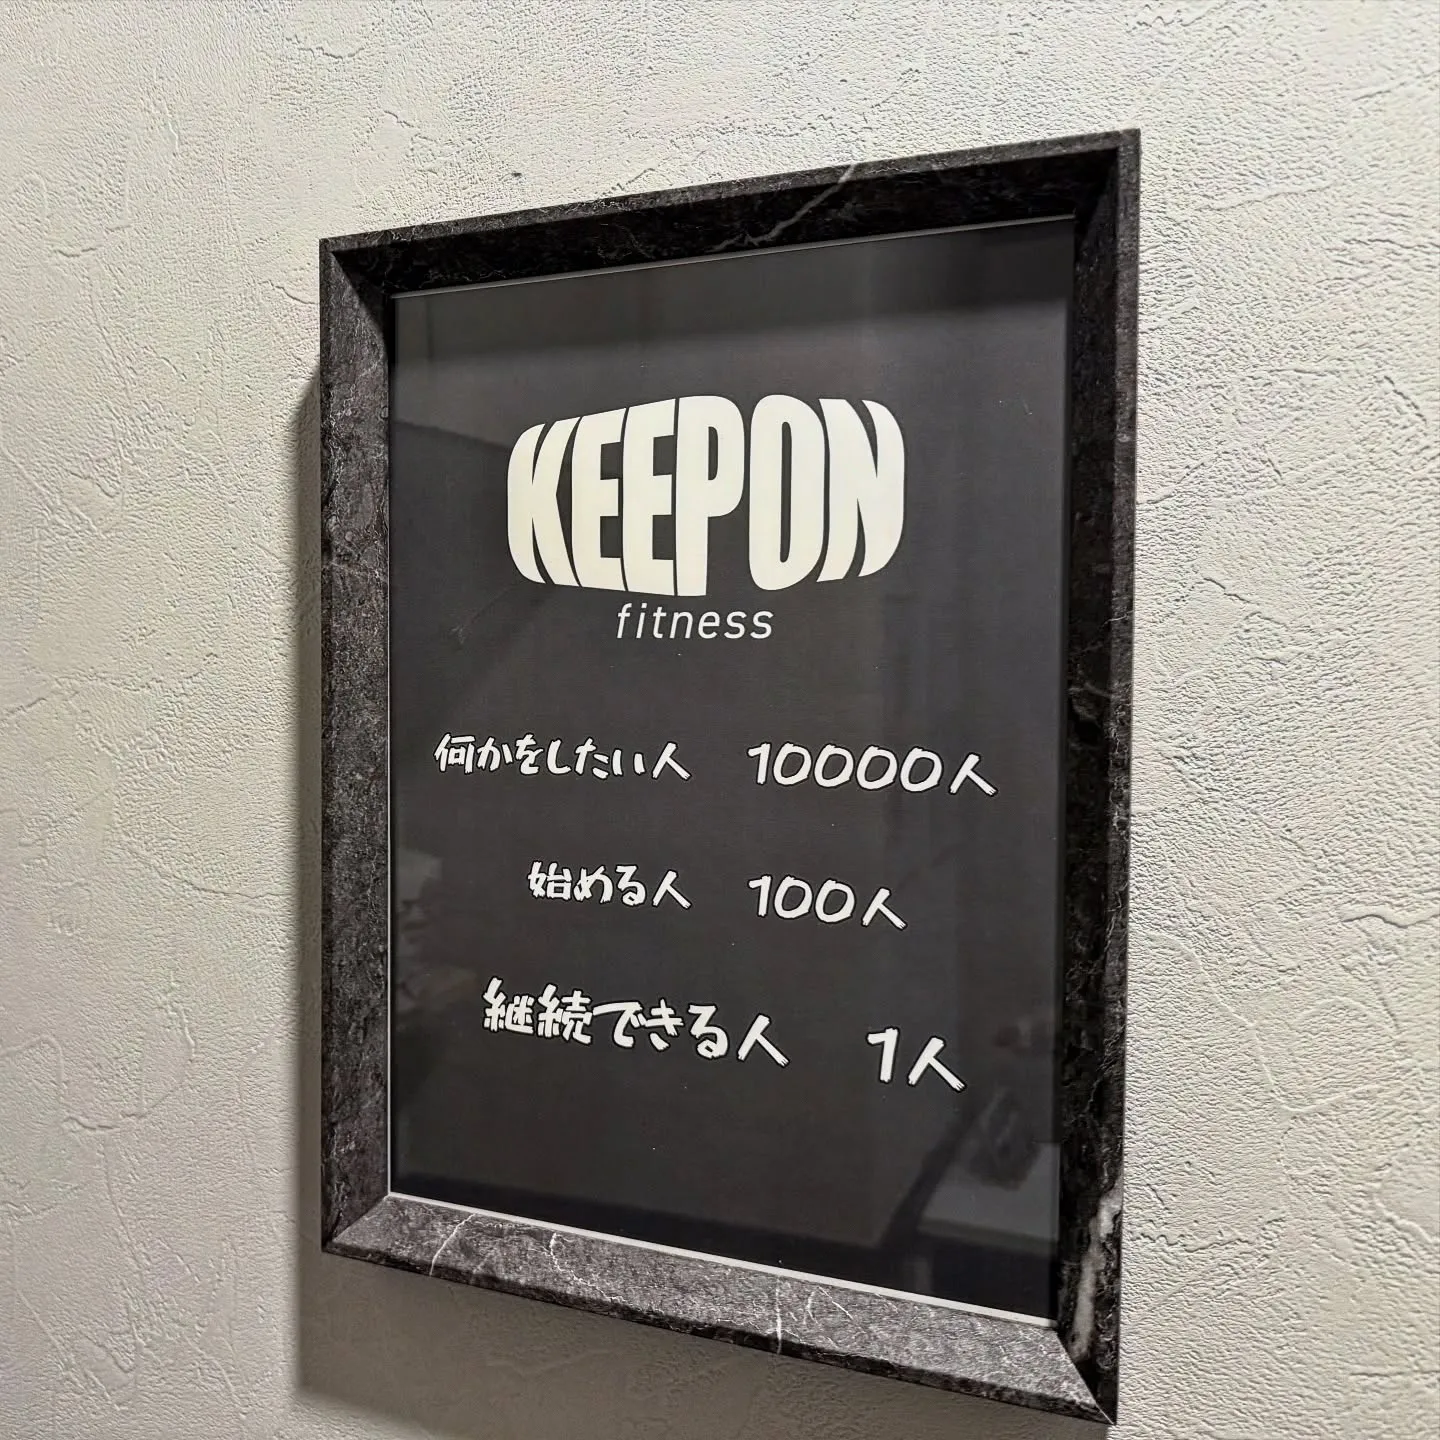 KEEPON
fitness
何かをしたい人 10000人
始める人 100人
継続できる人 1人